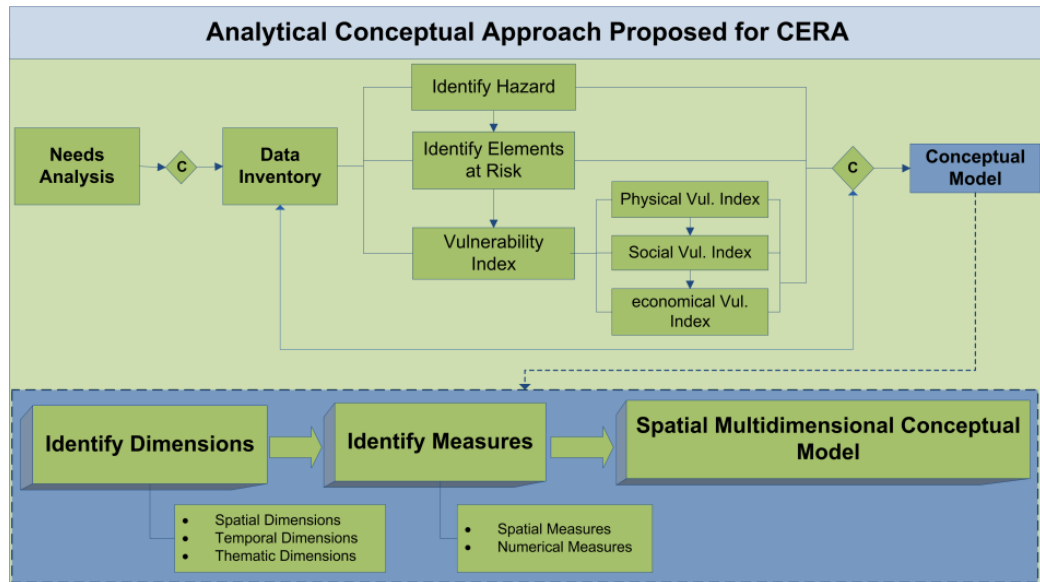 Analytical Conceptual Approach Proposed for CERA
Identify Hazard
Needs
Analysis
C
Data
Inventory
Identify Elements
at Risk
C
Conceptual
Model
Vulnerability
Index
Physical Vul. Index
Social Vul. Index
economical Vul.
Index
Identify Dimensions
Identify Measures
Spatial Multidimensional Conceptual
Model
• Spatial Dimensions
• Temporal Dimensions
• Thematic Dimensions
• Spatial Measures
• Numerical Measures